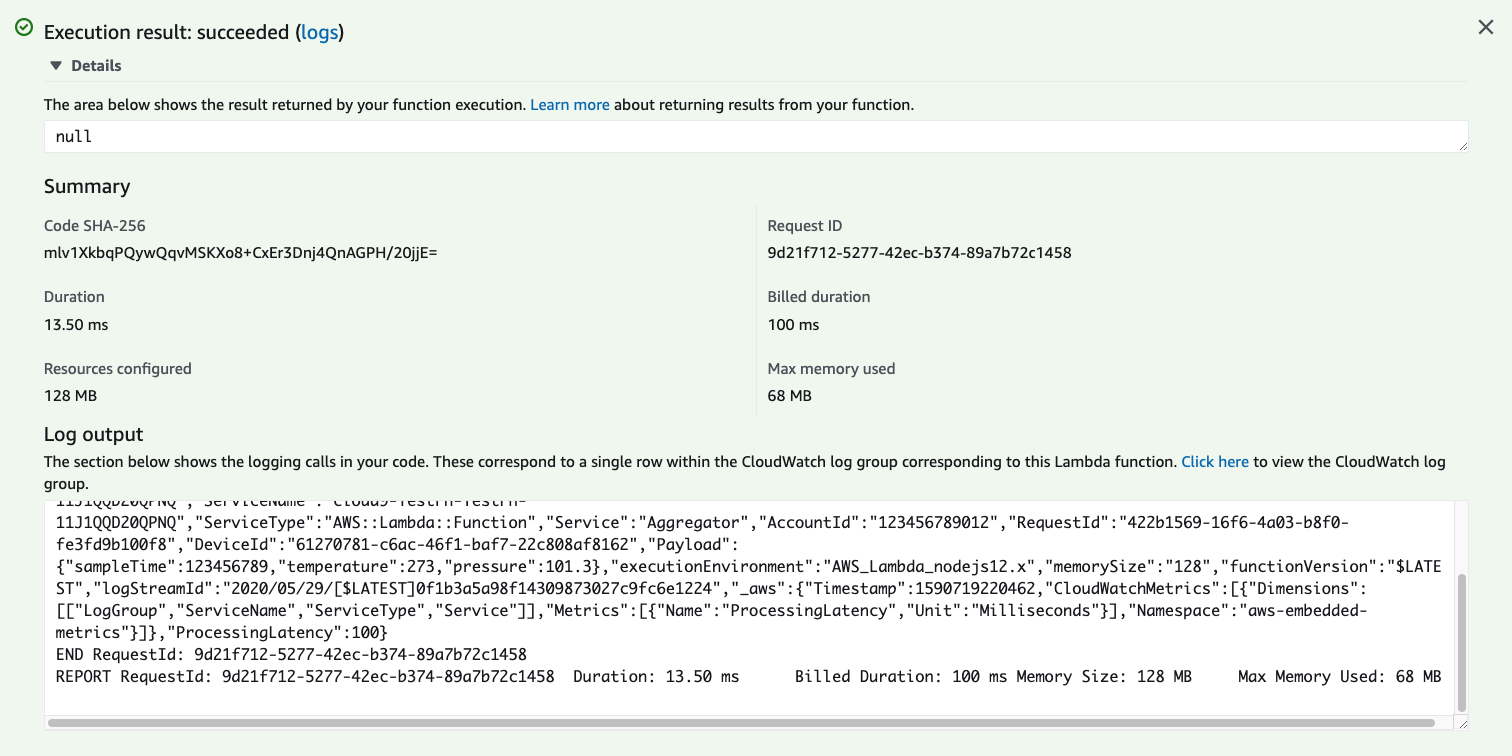 Execution result: succeeded (logs)
Details
The area below shows the result returned by your function execution. Learn more about returning results from your function.
null
Summary
Code SHA-256
mlv1XkbqPQywQqvMSKXo8+CxEr3Dnj4QnAGPH/20jjE=
Request ID
9d21f712-5277-42ec-b374-89a7b72c1458
Duration
13.50 ms
Billed duration
100 ms
Resources configured
128 MB
Max memory used
68 MB
Log output
The section below shows the logging calls in your code. These correspond to a single row within the CloudWatch log group corresponding to this Lambda function. Click here to view the CloudWatch log
group.
11J1QQD20QPNQ","ServiceType":"AWS::Lambda::Function","Service":"Aggregator","AccountId":"123456789012","RequestId":"422b1569-16f6-4a03-b8f0-
fe3fd9b100f8","DeviceId":"61270781-c6ac-46f1-baf7-22c808af8162","Payload":
{"sampleTime":123456789,"temperature":273,"pressure":101.3},"executionEnvironment":"AWS_Lambda_nodejs12.x","memorySize":"128","functionVersion":"$LATE
ST","logStreamId":"2020/05/29/[$LATEST]0f1b3a5a98f14309873027c9fc6e1224","_aws":{"Timestamp":1590719220462,"CloudWatchMetrics":[{"Dimensions":
[["LogGroup","ServiceName","ServiceType","Service"]],"Metrics":[{"Name":"ProcessingLatency","Unit":"Milliseconds"}],"Namespace":"aws-embedded-
metrics"}]},"ProcessingLatency":100}
END RequestId: 9d21f712-5277-42ec-b374-89a7b72c1458
REPORT RequestId: 9d21f712-5277-42ec-b374-89a7b72c1458 Duration: 13.50 ms Billed Duration: 100 ms Memory Size: 128 MB Max Memory Used: 68 MB